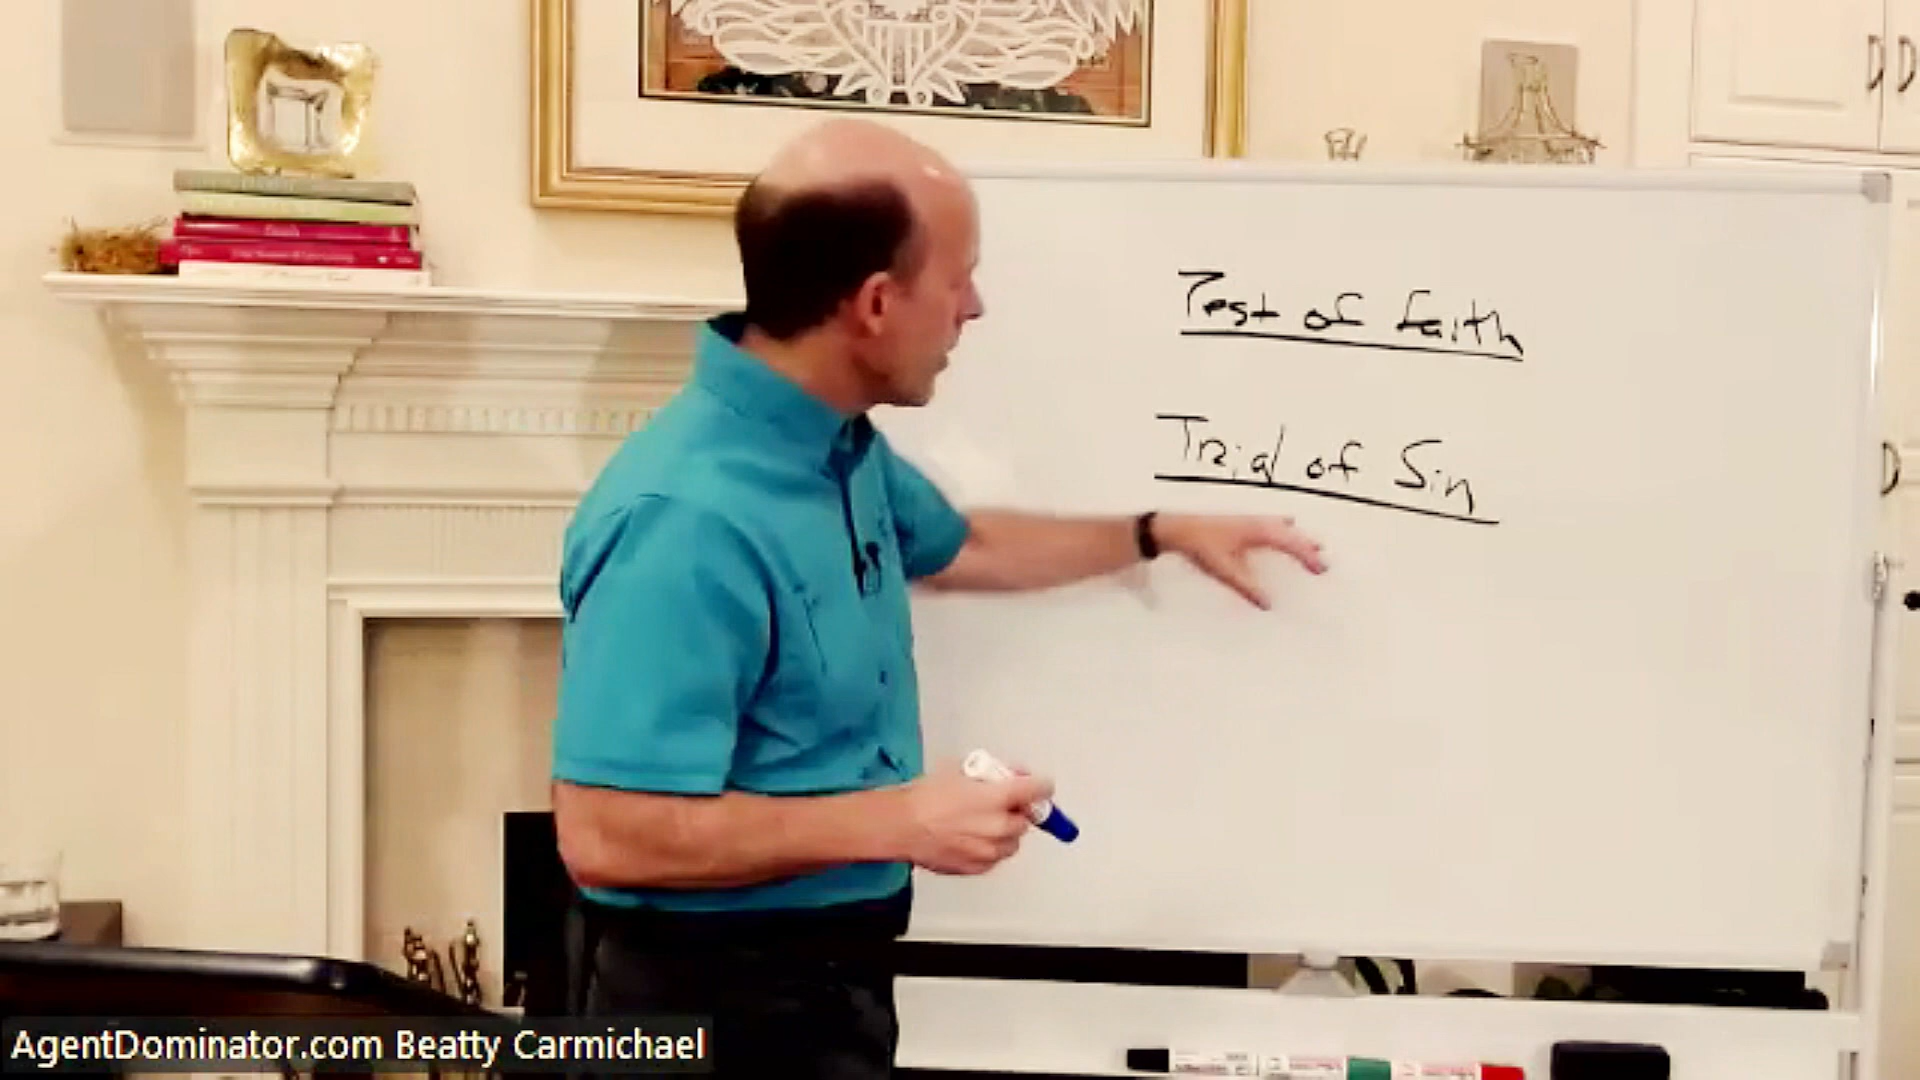 Test of faith
Trial of Sin
AgentDominator.com Beatty Carmichael